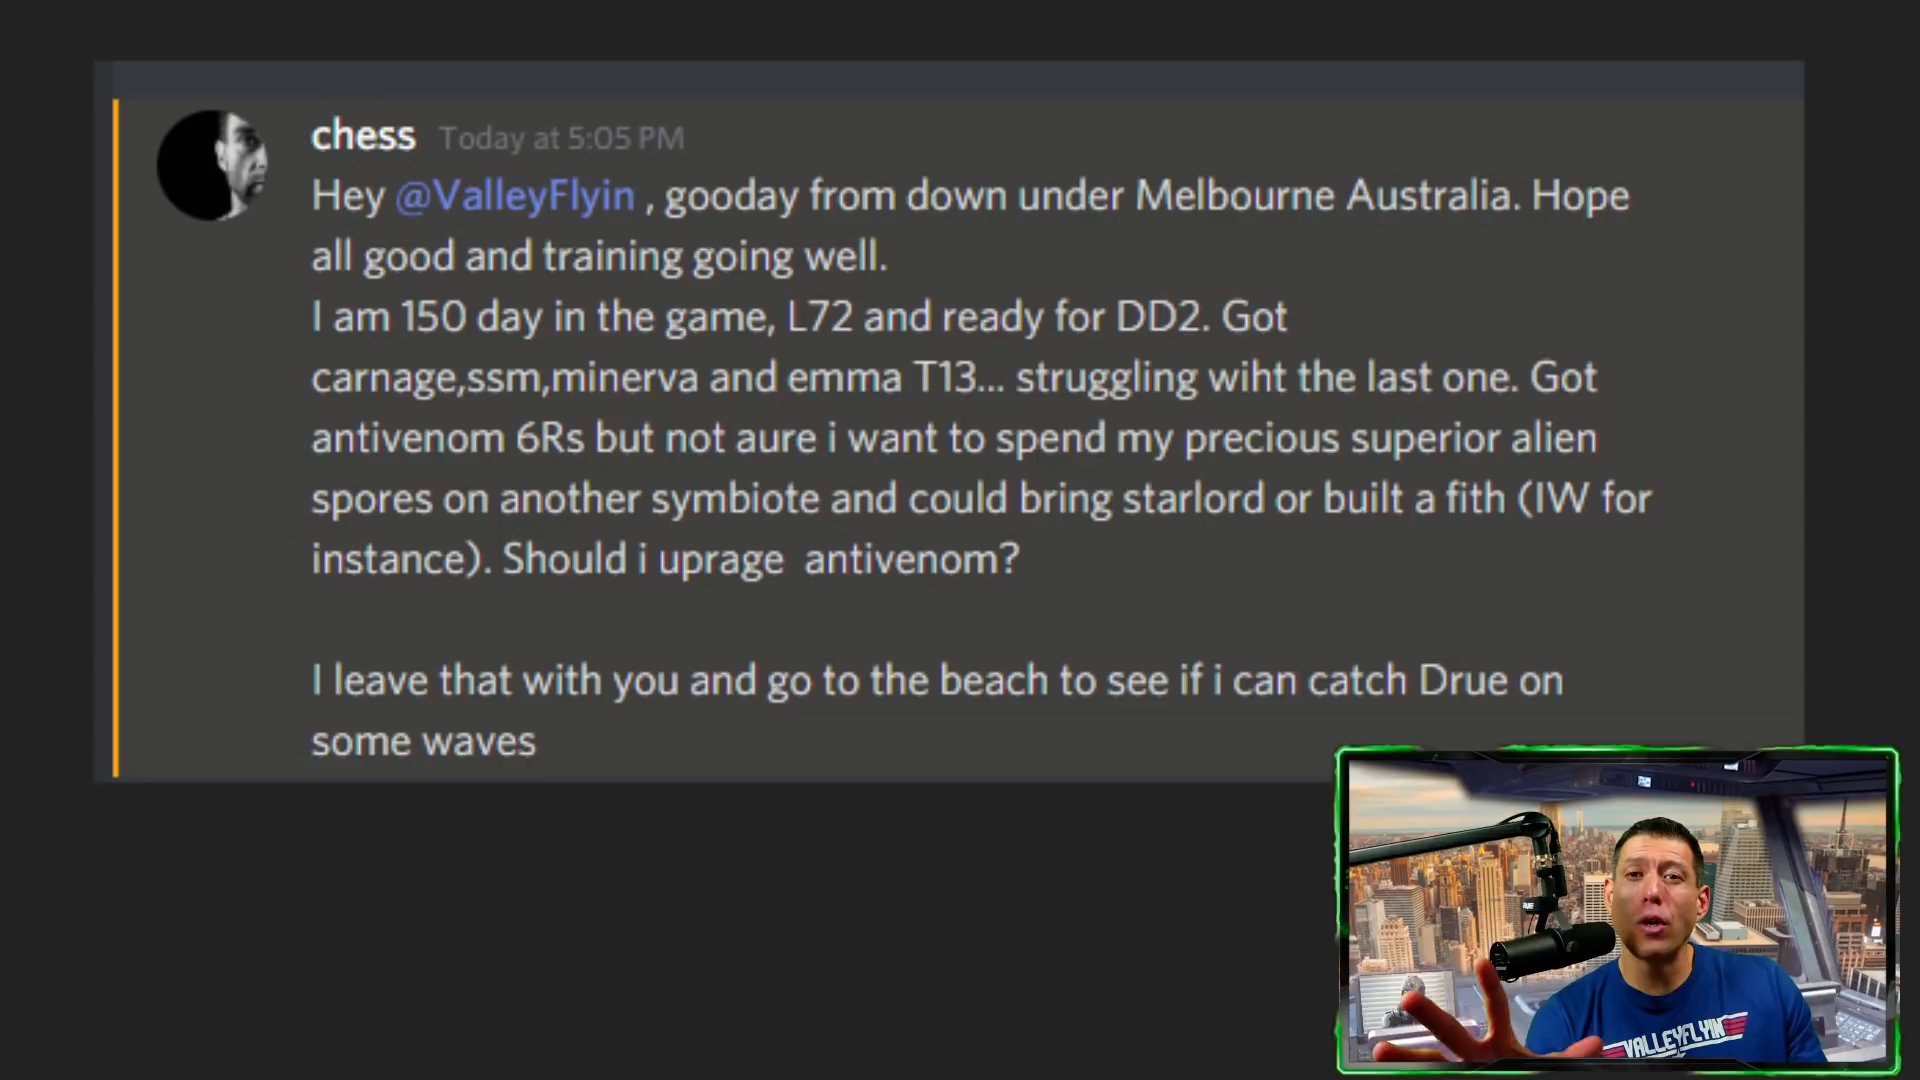 chess Today at 5:05 PM
Hey @ValleyFlyin , gooday from down under Melbourne Australia. Hope
all good and training going well.
I am 150 day in the game, L72 and ready for DD2. Got
carnage,ssm,minerva and emma T13... struggling wiht the last one. Got
antivenom 6Rs but not aure i want to spend my precious superior alien
spores on another symbiote and could bring starlord or built a fith (IW for
instance). Should i uprage  antivenom?
I leave that with you and go to the beach to see if i can catch Drue on
some waves
VALLEYFLYIN